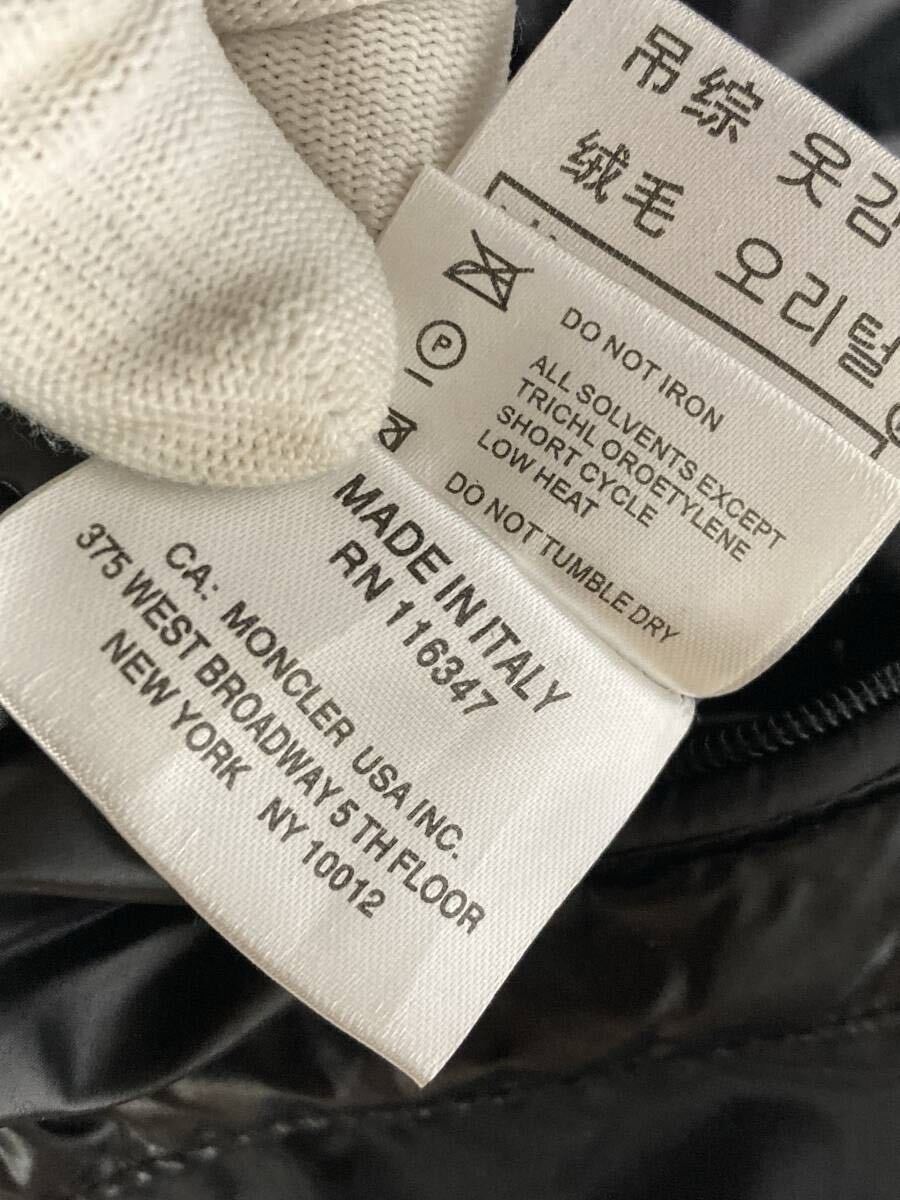 吊综 옷감
绒毛 오리털
DO NOT IRON
P
ALL SOLVENTS EXCEPT
TRICHL OROETYLENE
SHORT CYCLE
LOW HEAT
DO NOT TUMBLE DRY
MADE IN ITALY
RN 116347
CA: MONCLER USA INC.
375 WEST BROADWAY 5 TH FLOOR
NEW YORK NY 10012